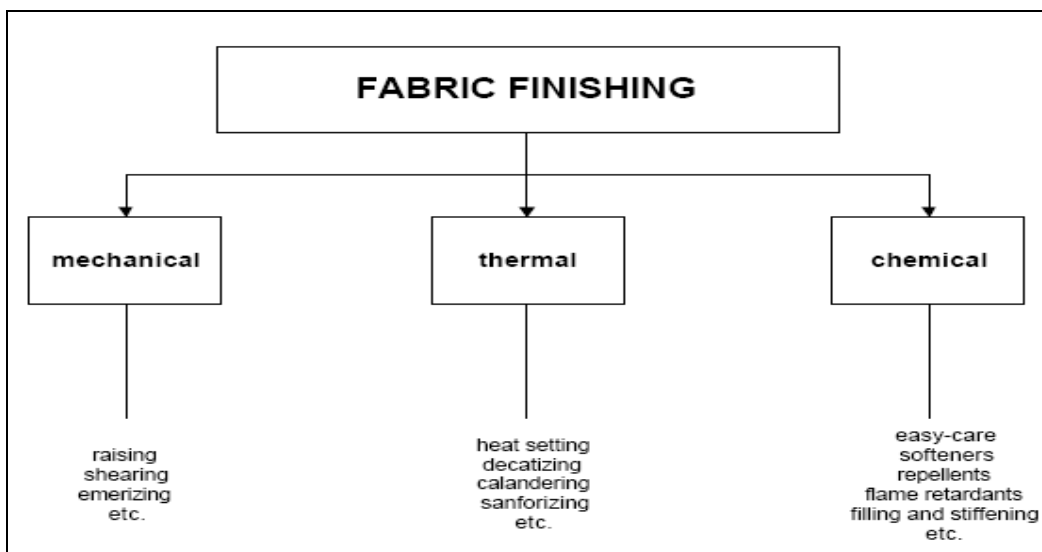 FABRIC FINISHING
mechanical
thermal
chemical
raising
shearing
emerizing
etc.
heat setting
decatizing
calandering
sanforizing
etc.
easy-care
softeners
repellents
flame retardants
filling and stiffening
etc.